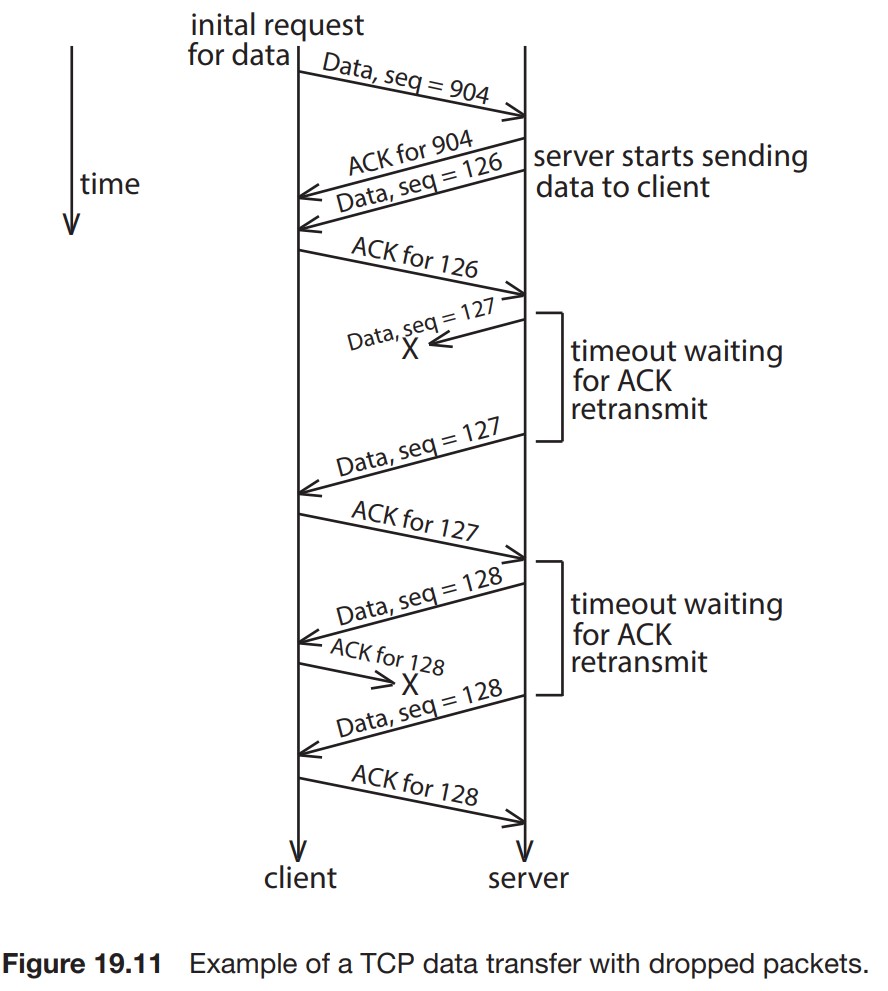 inital request
for data
Data, seq = 904
ACK for 904
server starts sending
data to client
time
Data, seq = 126
ACK for 126
Data, seq = 127
X
timeout waiting
for ACK
retransmit
Data, seq = 127
ACK for 127
Data, seq = 128
timeout waiting
for ACK
retransmit
ACK for 128
X
Data, seq = 128
ACK for 128
client
server
Figure 19.11 Example of a TCP data transfer with dropped packets.